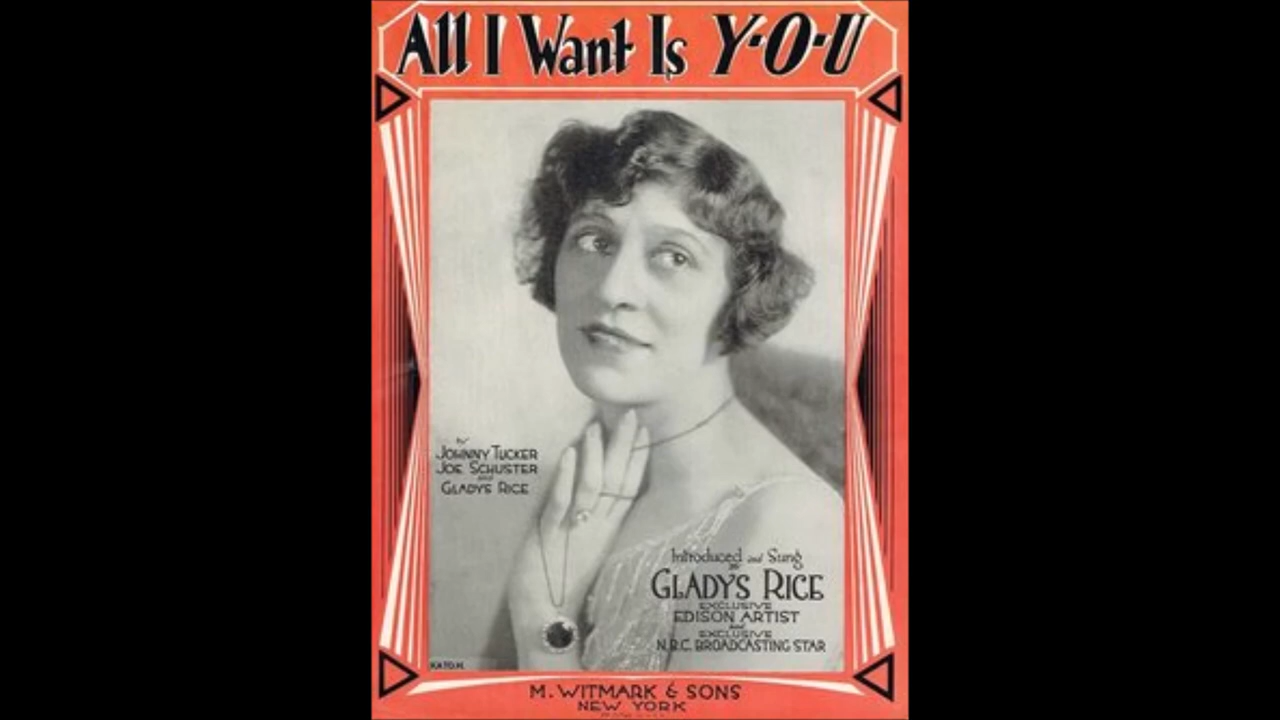 All I Want Is Y-O-U
by
JOHNNY TUCKER
JOE SCHUSTER
and
GLADYS RICE
Introduced and Sung
by
GLADYS RICE
EXCLUSIVE
EDISON ARTIST
and
EXCLUSIVE
N.B.C. BROADCASTING STAR
KATO.H.
M. WITMARK & SONS
NEW YORK